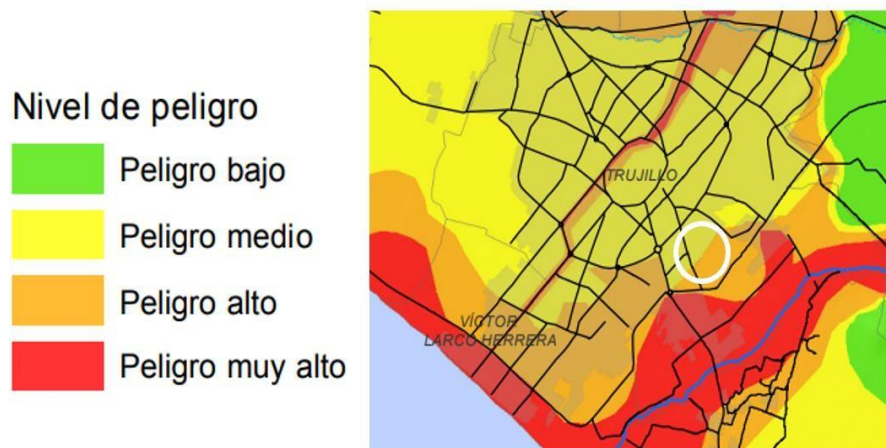 Nivel de peligro
Peligro bajo
Peligro medio
Peligro alto
Peligro muy alto
TRUJILLO
VÍCTOR
LARCO HERRERA